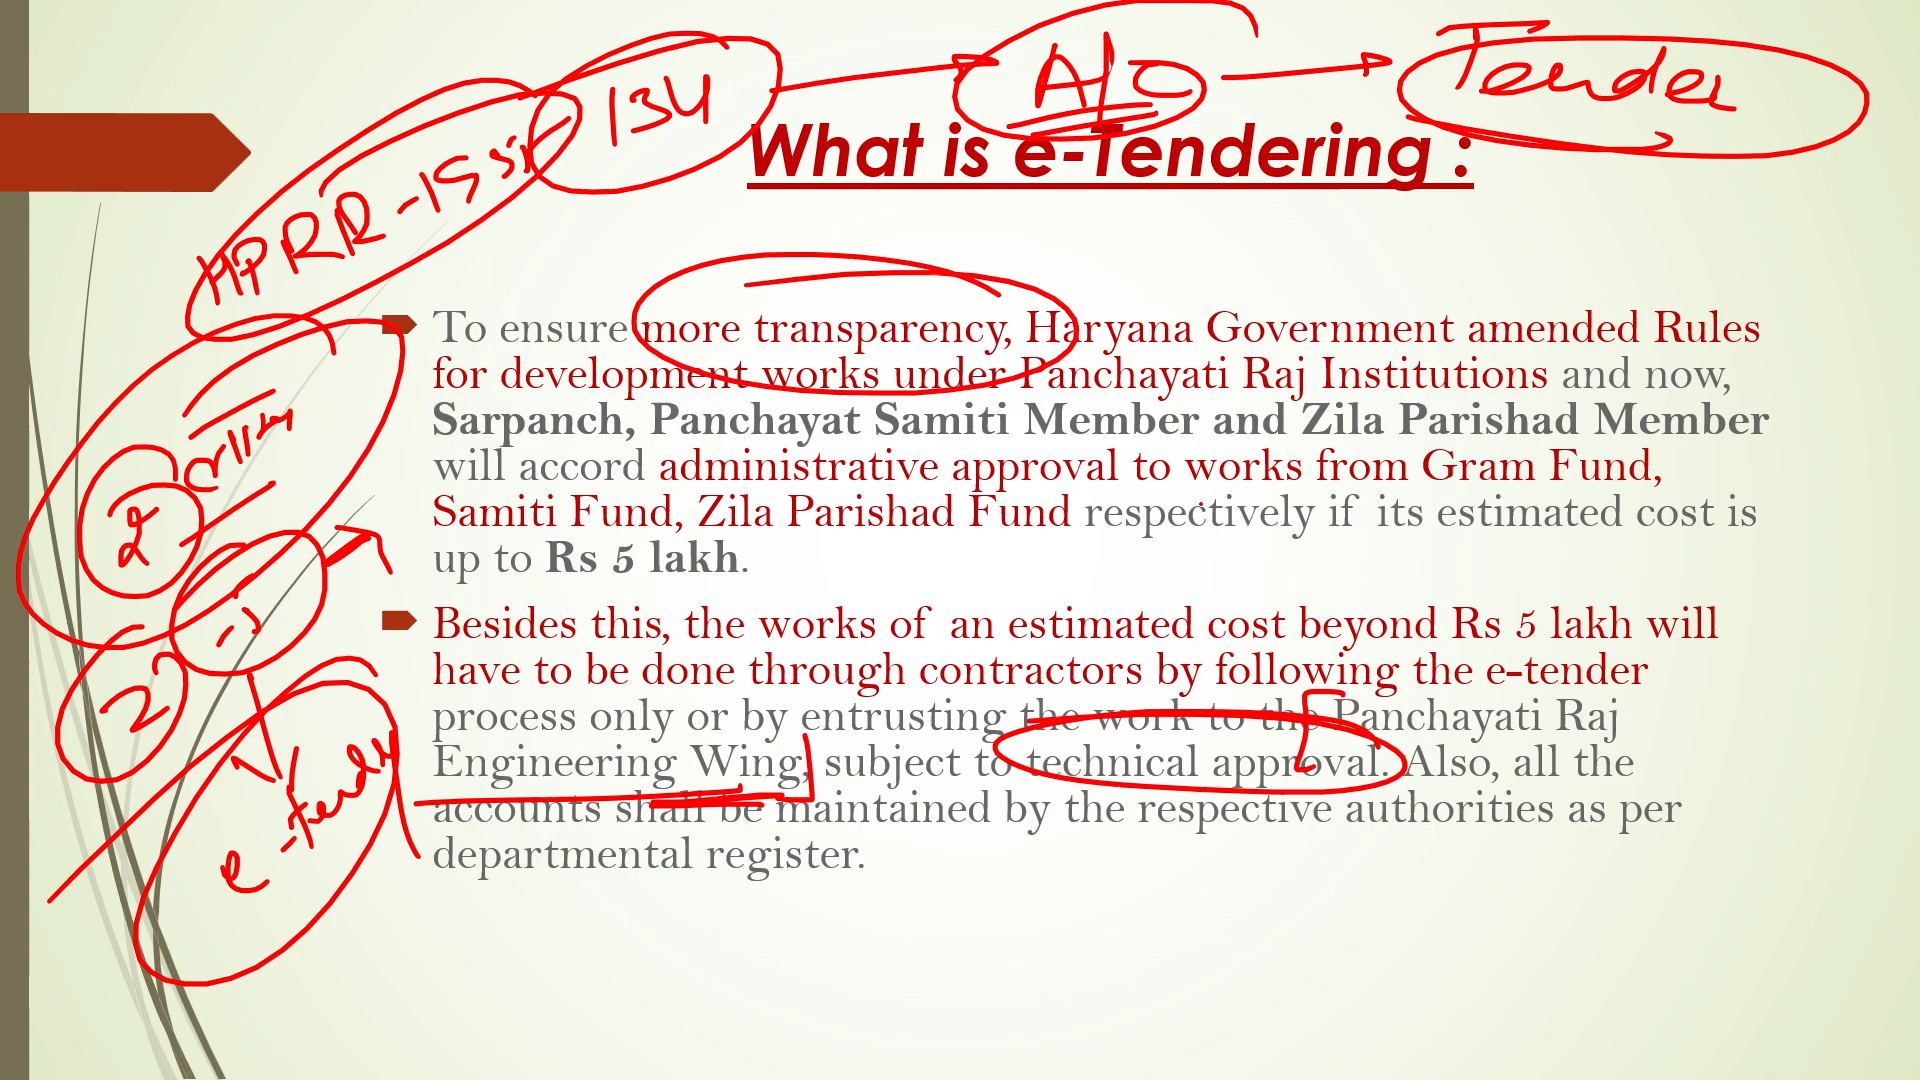 134
A/O
Tender
HPRR-1995
What is e-Tendering :
To ensure more transparency, Haryana Government amended Rules
for development works under Panchayati Raj Institutions and now,
Sarpanch, Panchayat Samiti Member and Zila Parishad Member
will accord administrative approval to works from Gram Fund,
Samiti Fund, Zila Parishad Fund respectively if its estimated cost is
up to Rs 5 lakh.
2
Besides this, the works of an estimated cost beyond Rs 5 lakh will
have to be done through contractors by following the e-tender
process only or by entrusting the work to the Panchayati Raj
Engineering Wing, subject to technical approval. Also, all the
accounts shall be maintained by the respective authorities as per
departmental register.
2
e-tender